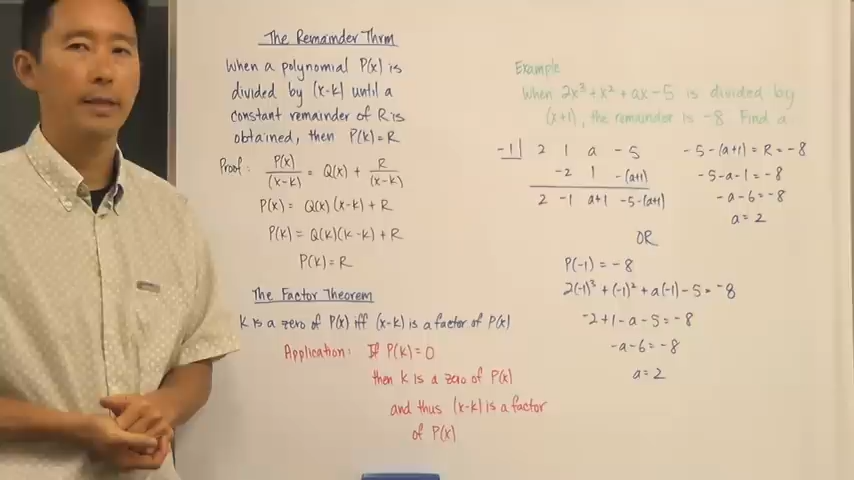 The Remainder Thrm
When a polynomial P(x) is
divided by (x-k) until a
constant remainder of R is
obtained, then P(k)=R
Proof: P(x)/(x-k) = Q(x) + R/(x-k)
P(x) = Q(x)(x-k) + R
P(k) = Q(k)(k-k) + R
P(k) = R
The Factor Theorem
K is a zero of P(x) iff (x-k) is a factor of P(x)
Application: If P(k)=0
then k is a zero of P(x)
and thus (x-k) is a factor
of P(x)
Example
When 2x³+x²+ax-5 is divided by
(x+1), the remainder is -8. Find a
-1| 2 1 a -5
-2 1 -(a+1)
2 -1 a+1 -5-(a+1)
-5-(a+1)=R=-8
-5-a-1=-8
-a-6=-8
a=2
OR
P(-1)=-8
2(-1)³+(-1)²+a(-1)-5=-8
-2+1-a-5=-8
-a-6=-8
a=2